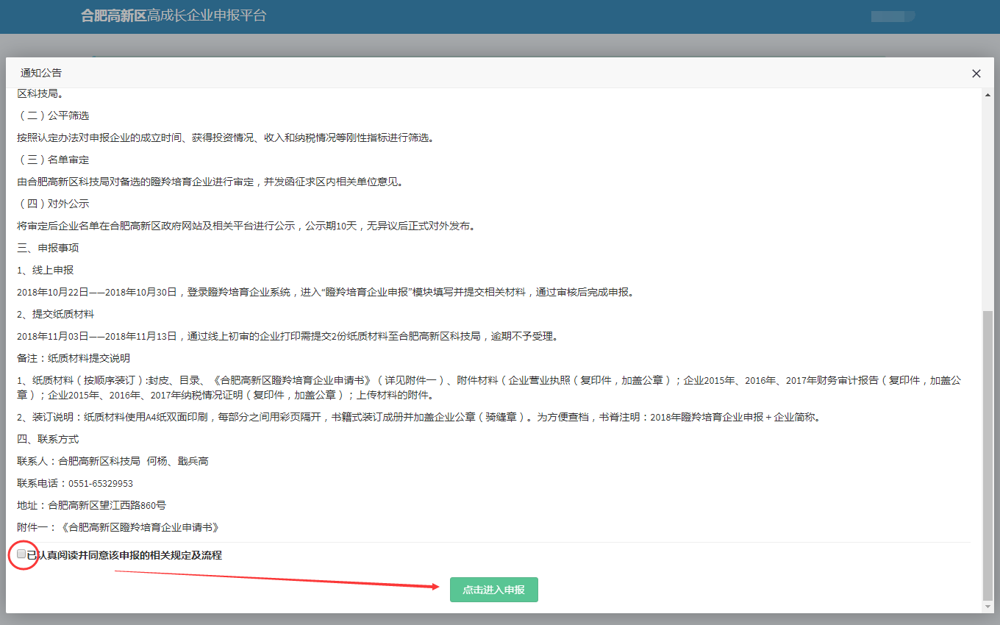 合肥高新区高成长企业申报平台
通知公告
区科技局。
（二）公平筛选
按照认定办法对申报企业的成立时间、获得投资情况、收入和纳税情况等刚性指标进行筛选。
（三）名单审定
由合肥高新区科技局对备选的瞪羚培育企业进行审定，并发函征求区内相关单位意见。
（四）对外公示
将审定后企业名单在合肥高新区政府网站及相关平台进行公示，公示期10天，无异议后正式对外发布。
三、申报事项
1、线上申报
2018年10月22日——2018年10月30日，登录瞪羚培育企业系统，进入“瞪羚培育企业申报”模块填写并提交相关材料，通过审核后完成申报。
2、提交纸质材料
2018年11月03日——2018年11月13日，通过线上初审的企业打印需提交2份纸质材料至合肥高新区科技局，逾期不予受理。
备注：纸质材料提交说明
1、纸质材料（按顺序装订）:封皮、目录、《合肥高新区瞪羚培育企业申请书》（详见附件一）、附件材料（企业营业执照（复印件，加盖公章）；企业2015年、2016年、2017年财务审计报告（复印件，加盖公
章）；企业2015年、2016年、2017年纳税情况证明（复印件，加盖公章）；上传材料的附件。
2、装订说明：纸质材料使用A4纸双面印刷，每部分之间用彩页隔开，书籍式装订成册并加盖企业公章（骑缝章）。为方便查档，书脊注明：2018年瞪羚培育企业申报＋企业简称。
四、联系方式
联系人：合肥高新区科技局 何杨、戢兵高
联系电话：0551-65329953
地址：合肥高新区望江西路860号
附件一：《合肥高新区瞪羚培育企业申请书》
已认真阅读并同意该申报的相关规定及流程
点击进入申报